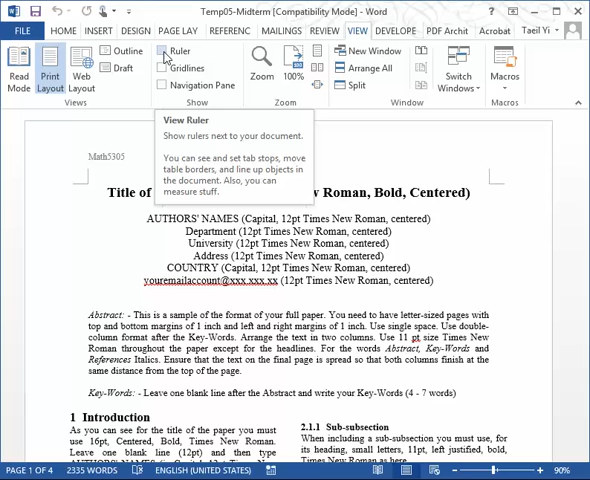 Temp05-Midterm [Compatibility Mode] - Word
FILE HOME INSERT DESIGN PAGE LAY REFERENC MAILINGS REVIEW VIEW DEVELOPE PDF Archit Acrobat Taeil Yi
Read Mode
Print Layout
Web Layout
Outline
Draft
Views
Ruler
Gridlines
Navigation Pane
Show
Zoom
100%
Zoom
New Window
Arrange All
Split
Switch Windows
Window
Macros
Macros
View Ruler
Show rulers next to your document.
You can see and set tab stops, move
table borders, and line up objects in
the document. Also, you can
measure stuff.
Math5305
Title of w Roman, Bold, Centered)
AUTHORS' NAMES (Capital, 12pt Times New Roman, centered)
Department (12pt Times New Roman, centered)
University (12pt Times New Roman, centered)
Address (12pt Times New Roman, centered)
COUNTRY (Capital, 12pt Times New Roman, centered)
youremailaccount@xxx.xxx.xx (12pt Times New Roman, centered)
Abstract: - This is a sample of the format of your full paper. You need to have letter-sized pages with
top and bottom margins of 1 inch and left and right margins of 1 inch. Use single space. Use double-
column format after the Key-Words. Arrange the text in two columns. Use 11 pt size Times New
Roman throughout the paper except for the headlines. For the words Abstract, Key-Words and
References Italics. Ensure that the text on the final page is spread so that both columns finish at the
same distance from the top of the page.
Key-Words: - Leave one blank line after the Abstract and write your Key-Words (4 - 7 words)
1 Introduction
As you can see for the title of the paper you must
use 16pt, Centered, Bold, Times New Roman.
Leave one blank line (12pt) and then type
2.1.1 Sub-subsection
When including a sub-subsection you must use, for
its heading, small letters, 11pt, left justified, bold,
Times New Roman as here.
PAGE 1 OF 4 2335 WORDS ENGLISH (UNITED STATES) 90%